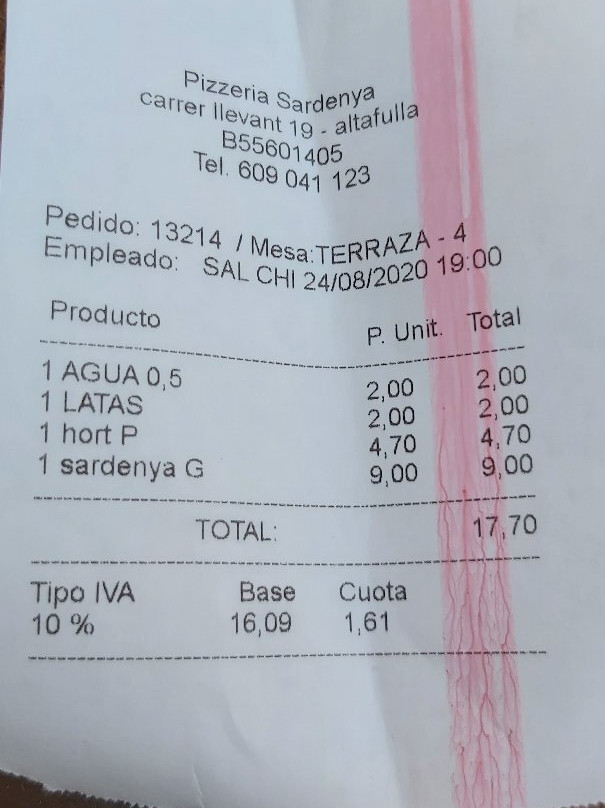 Pizzeria Sardenya
carrer llevant 19 - altafulla
B55601405
Tel. 609 041 123
Pedido: 13214 / Mesa:TERRAZA - 4
Empleado: SAL CHI 24/08/2020 19:00
Producto P. Unit. Total
1 AGUA 0,5 2,00 2,00
1 LATAS 2,00 2,00
1 hort P 4,70 4,70
1 sardenya G 9,00 9,00
TOTAL: 17,70
Tipo IVA Base Cuota
10 % 16,09 1,61